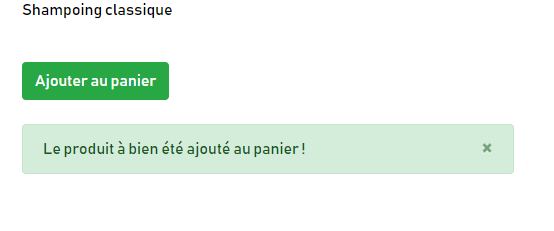 Shampoing classique
Ajouter au panier
Le produit à bien été ajouté au panier !
×